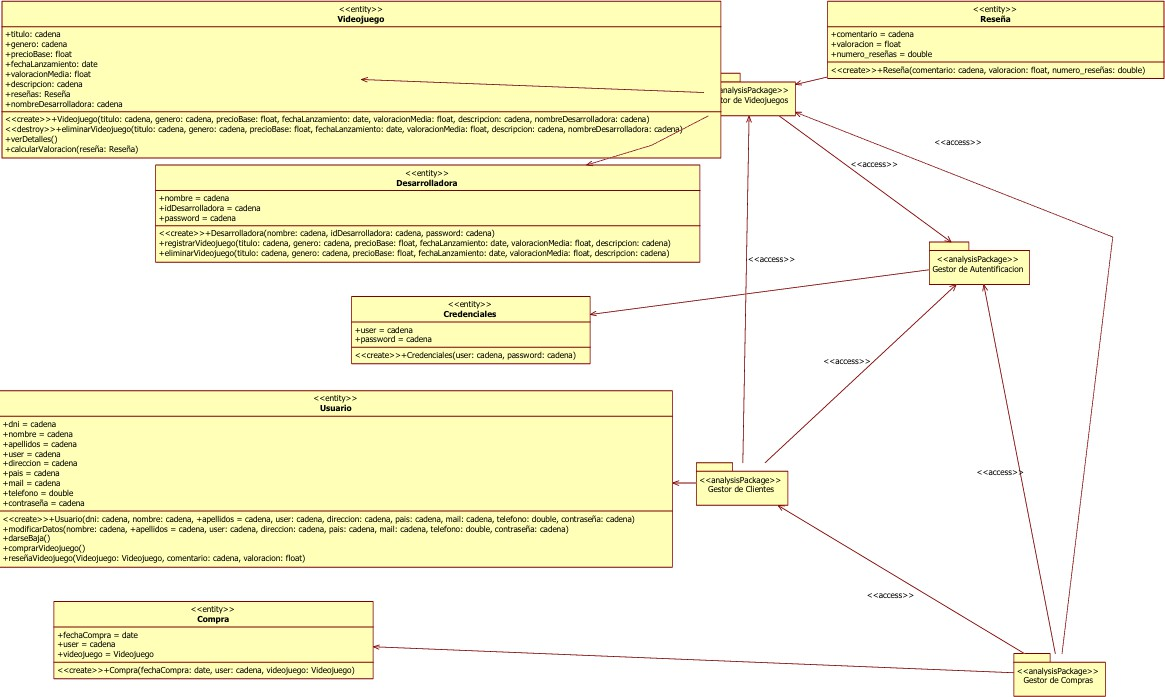 <<entity>>
Videojuego
+titulo: cadena
+genero: cadena
+precioBase: float
+fechaLanzamiento: date
+valoracionMedia: float
+descripcion: cadena
+reseñas: Reseña
+nombreDesarrolladora: cadena
<<create>>+Videojuego(titulo: cadena, genero: cadena, precioBase: float, fechaLanzamiento: date, valoracionMedia: float, descripcion: cadena, nombreDesarrolladora: cadena)
<<destroy>>+eliminarVideojuego(titulo: cadena, genero: cadena, precioBase: float, fechaLanzamiento: date, valoracionMedia: float, descripcion: cadena, nombreDesarrolladora: cadena)
+verDetalles()
+calcularValoracion(reseña: Reseña)
<<entity>>
Reseña
+comentario = cadena
+valoracion = float
+numero_reseñas = double
<<create>>+Reseña(comentario: cadena, valoracion: float, numero_reseñas: double)
analysisPackage>>
tor de Videojuegos
<<access>>
<<access>>
<<entity>>
Desarrolladora
+nombre = cadena
+idDesarrolladora = cadena
+password = cadena
<<create>>+Desarrolladora(nombre: cadena, idDesarrolladora: cadena, password: cadena)
+registrarVideojuego(titulo: cadena, genero: cadena, precioBase: float, fechaLanzamiento: date, valoracionMedia: float, descripcion: cadena)
+eliminarVideojuego(titulo: cadena, genero: cadena, precioBase: float, fechaLanzamiento: date, valoracionMedia: float, descripcion: cadena)
<<access>>
<<analysisPackage>>
Gestor de Autentificacion
<<entity>>
Credenciales
+user = cadena
+password = cadena
<<create>>+Credenciales(user: cadena, password: cadena)
<<access>>
<<entity>>
Usuario
+dni = cadena
+nombre = cadena
+apellidos = cadena
+user = cadena
+direccion = cadena
+pais = cadena
+mail = cadena
+telefono = double
+contraseña = cadena
<<create>>+Usuario(dni: cadena, nombre: cadena, +apellidos = cadena, user: cadena, direccion: cadena, pais: cadena, mail: cadena, telefono: double, contraseña: cadena)
+modificarDatos(nombre: cadena, +apellidos = cadena, user: cadena, direccion: cadena, pais: cadena, mail: cadena, telefono: double, contraseña: cadena)
+darseBaja()
+comprarVideojuego()
+reseñaVideojuego(Videojuego: Videojuego, comentario: cadena, valoracion: float)
<<analysisPackage>>
Gestor de Clientes
<<access>>
<<access>>
<<entity>>
Compra
+fechaCompra = date
+user = cadena
+videojuego = Videojuego
<<create>>+Compra(fechaCompra: date, user: cadena, videojuego: Videojuego)
<<analysisPackage>>
Gestor de Compras